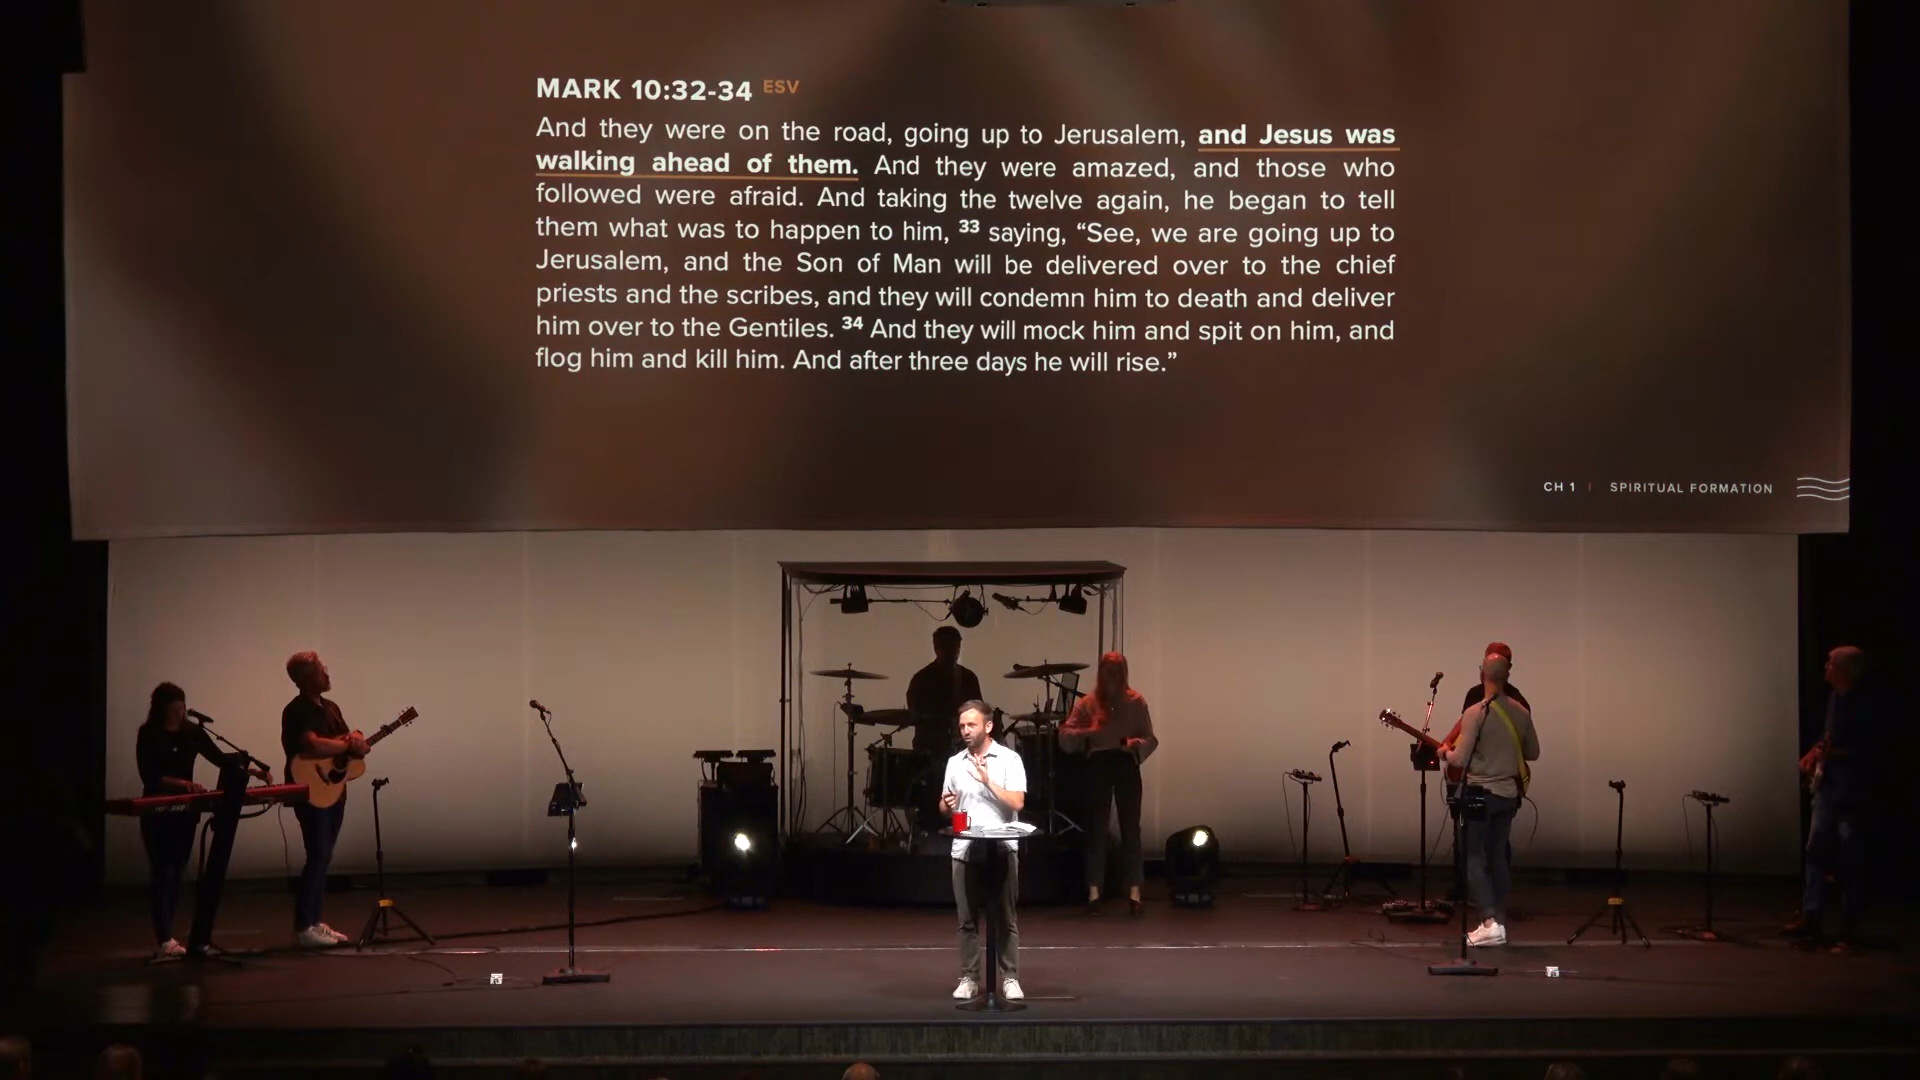 MARK 10:32-34 ESV
And they were on the road, going up to Jerusalem, and Jesus was
walking ahead of them. And they were amazed, and those who
followed were afraid. And taking the twelve again, he began to tell
them what was to happen to him, 33 saying, “See, we are going up to
Jerusalem, and the Son of Man will be delivered over to the chief
priests and the scribes, and they will condemn him to death and deliver
him over to the Gentiles. 34 And they will mock him and spit on him, and
flog him and kill him. And after three days he will rise.”
CH 1 | SPIRITUAL FORMATION